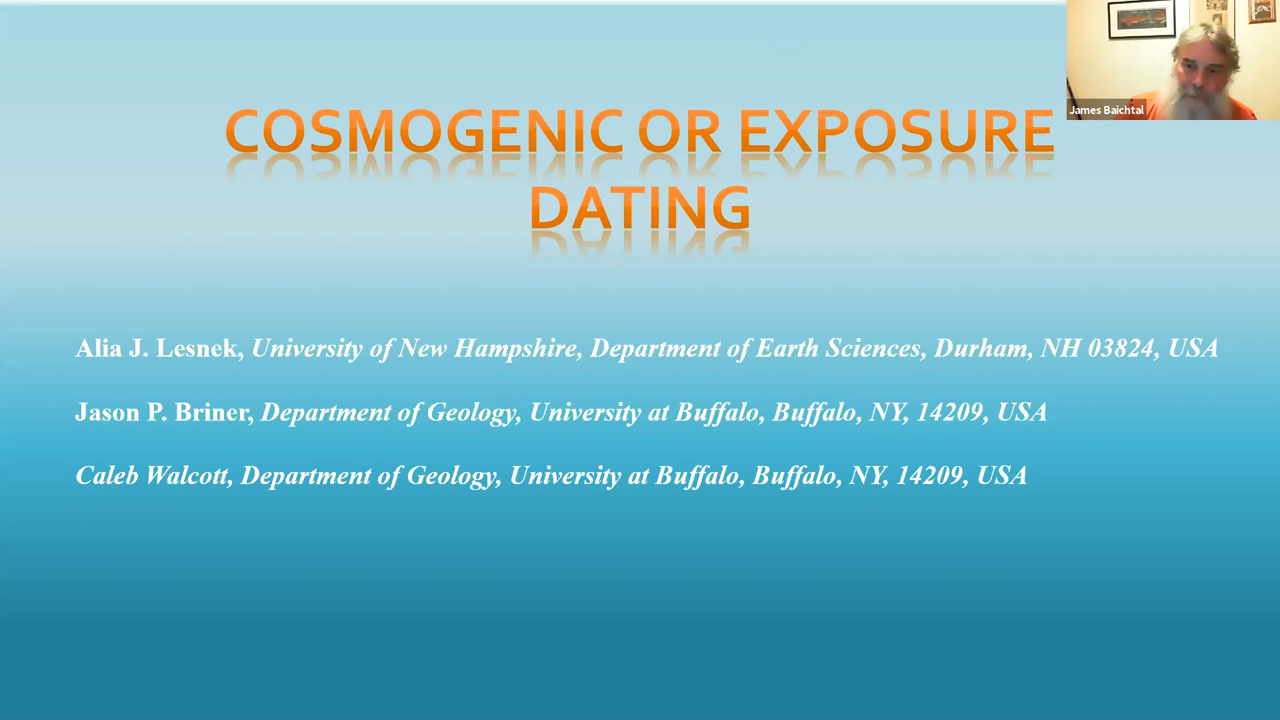 COSMOGENIC OR EXPOSURE
DATING
James Baichtal
Alia J. Lesnek, University of New Hampshire, Department of Earth Sciences, Durham, NH 03824, USA
Jason P. Briner, Department of Geology, University at Buffalo, Buffalo, NY, 14209, USA
Caleb Walcott, Department of Geology, University at Buffalo, Buffalo, NY, 14209, USA